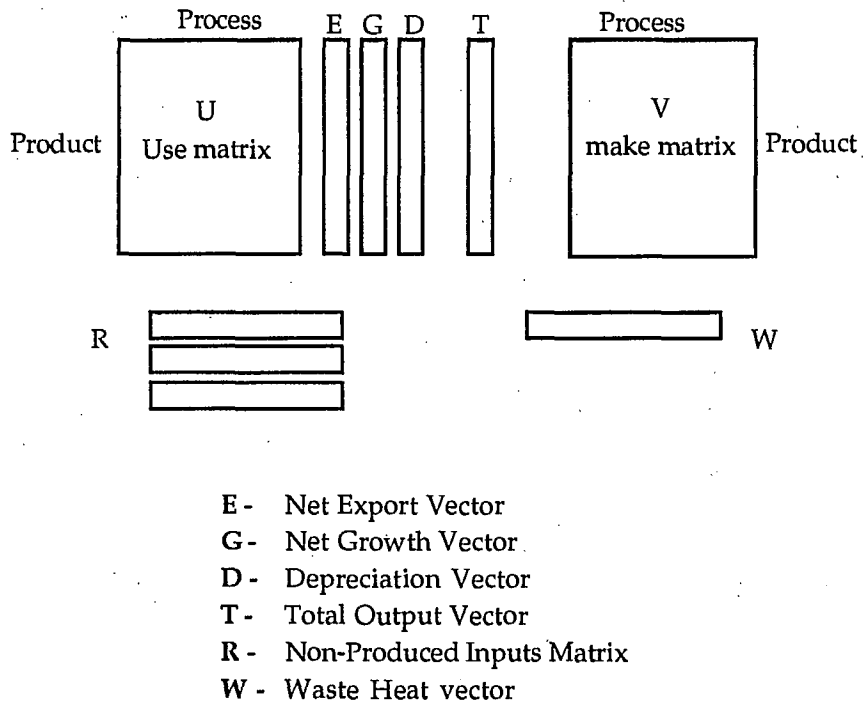 Process E G D T Process
U
Use matrix
V
make matrix
Product
Product
R
W
E - Net Export Vector
G - Net Growth Vector
D - Depreciation Vector
T - Total Output Vector
R - Non-Produced Inputs Matrix
W - Waste Heat vector